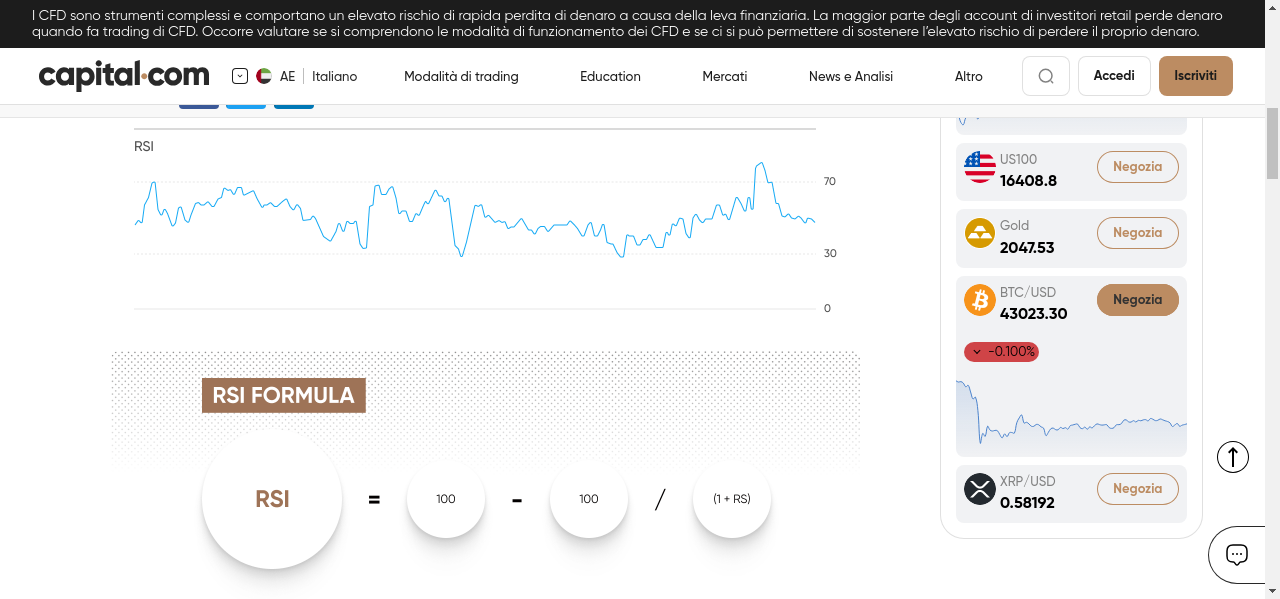 I CFD sono strumenti complessi e comportano un elevato rischio di rapida perdita di denaro a causa della leva finanziaria. La maggior parte degli account di investitori retail perde denaro
quando fa trading di CFD. Occorre valutare se si comprendono le modalità di funzionamento dei CFD e se ci si può permettere di sostenere l'elevato rischio di perdere il proprio denaro.
capital.com
AE
Italiano
Modalità di trading
Education
Mercati
News e Analisi
Altro
Accedi
Iscriviti
RSI
70
30
0
RSI FORMULA
RSI = 100 - 100 / (1 + RS)
US100
16408.8
Negozia
Gold
2047.53
Negozia
BTC/USD
43023.30
Negozia
-0.100%
XRP/USD
0.58192
Negozia